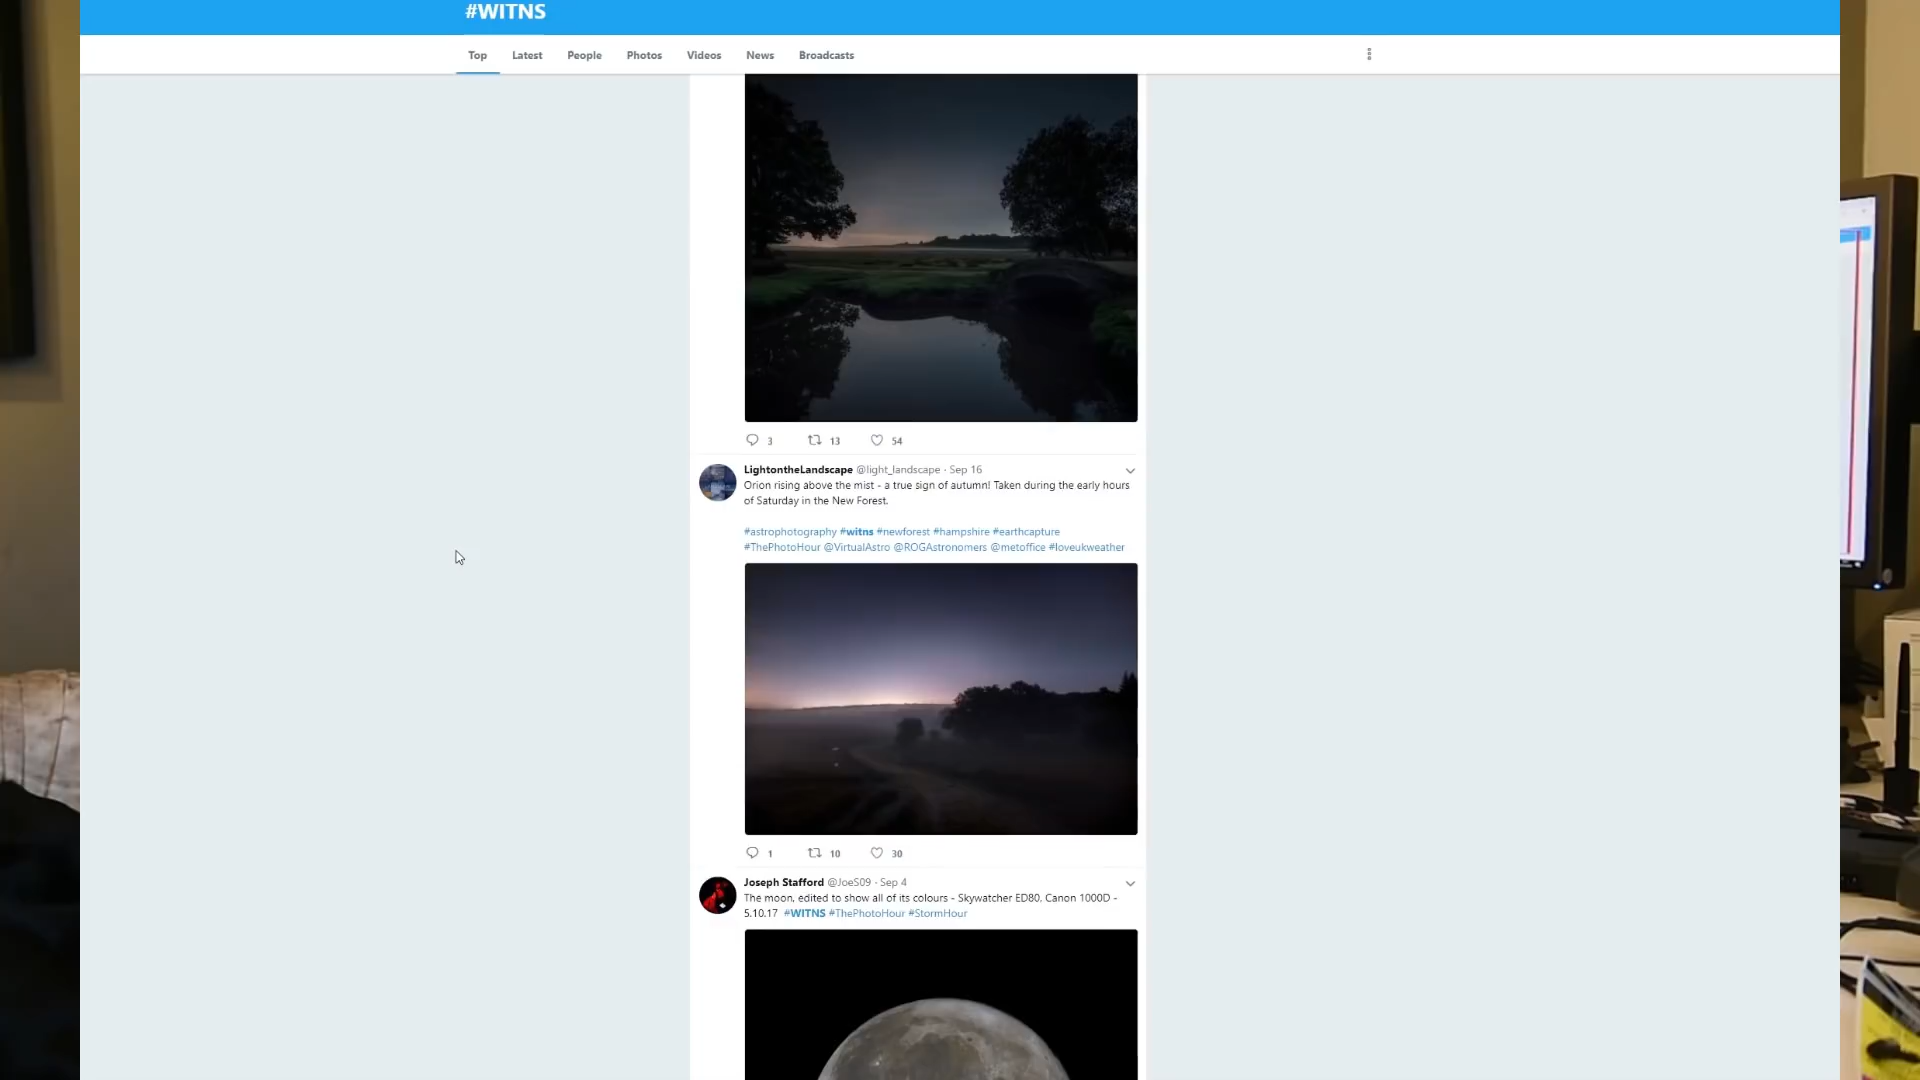 #WITNS
Top Latest People Photos Videos News Broadcasts
3 13 54
LightontheLandscape @light_landscape · Sep 16
Orion rising above the mist - a true sign of autumn! Taken during the early hours
of Saturday in the New Forest.
#astrophotography #witns #newforest #hampshire #earthcapture
#ThePhotoHour @VirtualAstro @ROGAstronomers @metoffice #loveukweather
1 10 30
Joseph Stafford @JoeS09 · Sep 4
The moon, edited to show all of its colours - Skywatcher ED80, Canon 1000D -
5.10.17 #WITNS #ThePhotoHour #StormHour